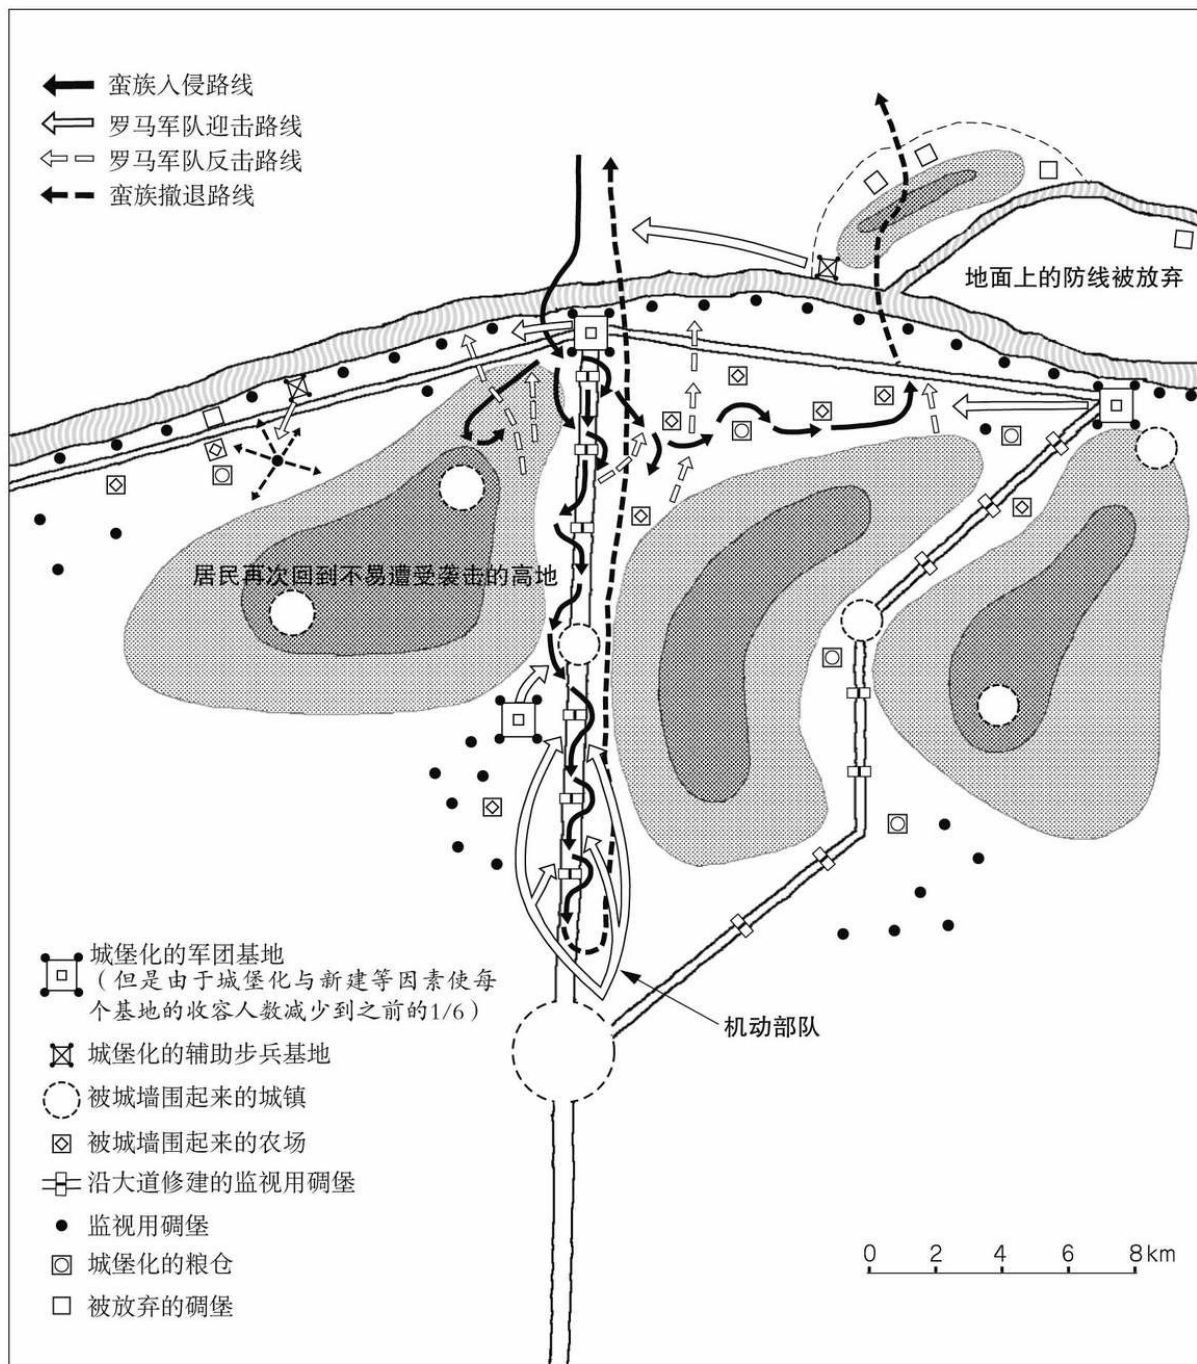 蛮族入侵路线
罗马军队迎击路线
罗马军队反击路线
蛮族撤退路线
地面上的防线被放弃
居民再次回到不易遭受袭击的高地
城堡化的军团基地
（但是由于城堡化与新建等因素使每
个基地的收容人数减少到之前的1/6）
机动部队
城堡化的辅助步兵基地
被城墙围起来的城镇
被城墙围起来的农场
沿大道修建的监视用碉堡
监视用碉堡
城堡化的粮仓
被放弃的碉堡
0 2 4 6 8km